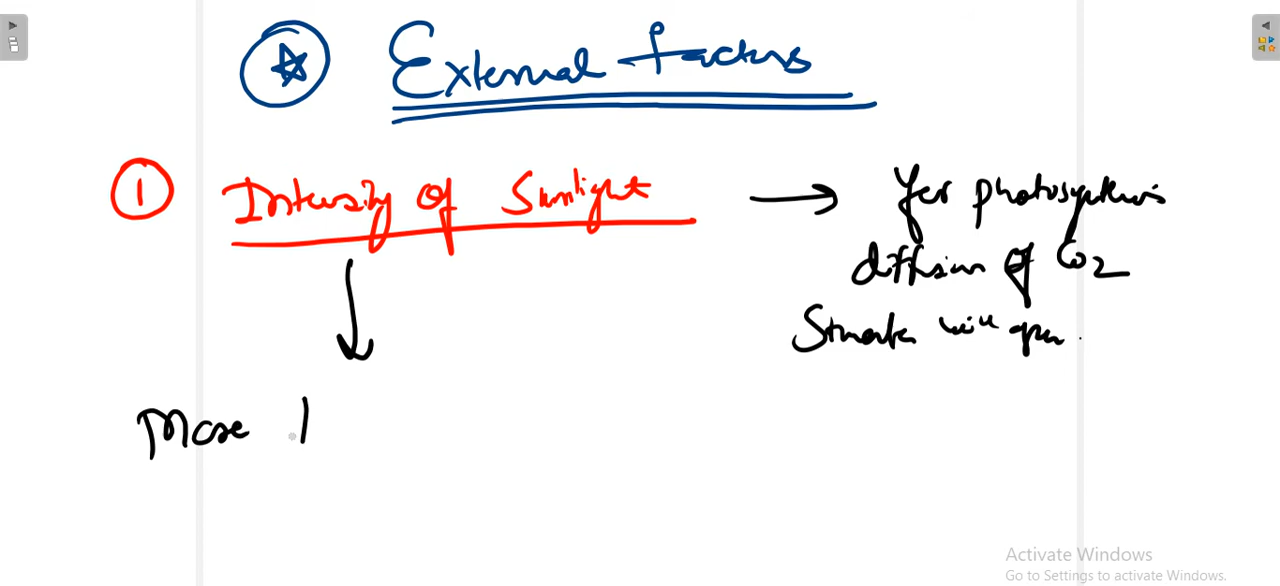 External factors
1 Intensity of Sunlight → for photosynthesis
diffusion of CO2
Stomata will open.
More
Activate Windows
Go to Settings to activate Windows.